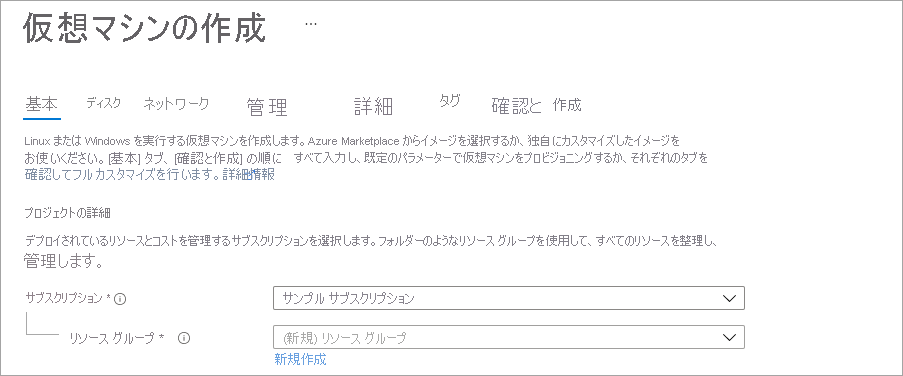 仮想マシンの作成 …
基本 ディスク ネットワーク 管理 詳細 タグ 確認と 作成
Linux または Windows を実行する仮想マシンを作成します。Azure Marketplace からイメージを選択するか、独自にカスタマイズしたイメージを
お使いください。[基本] タブ、[確認と作成] の順に すべて入力し、既定のパラメーターで仮想マシンをプロビジョニングするか、それぞれのタブを
確認してフル カスタマイズを行います。詳細情報
プロジェクトの詳細
デプロイされているリソースとコストを管理するサブスクリプションを選択します。フォルダーのようなリソース グループを使用して、すべてのリソースを整理し、
管理します。
サブスクリプション * サンプル サブスクリプション
リソース グループ * (新規) リソース グループ
新規作成